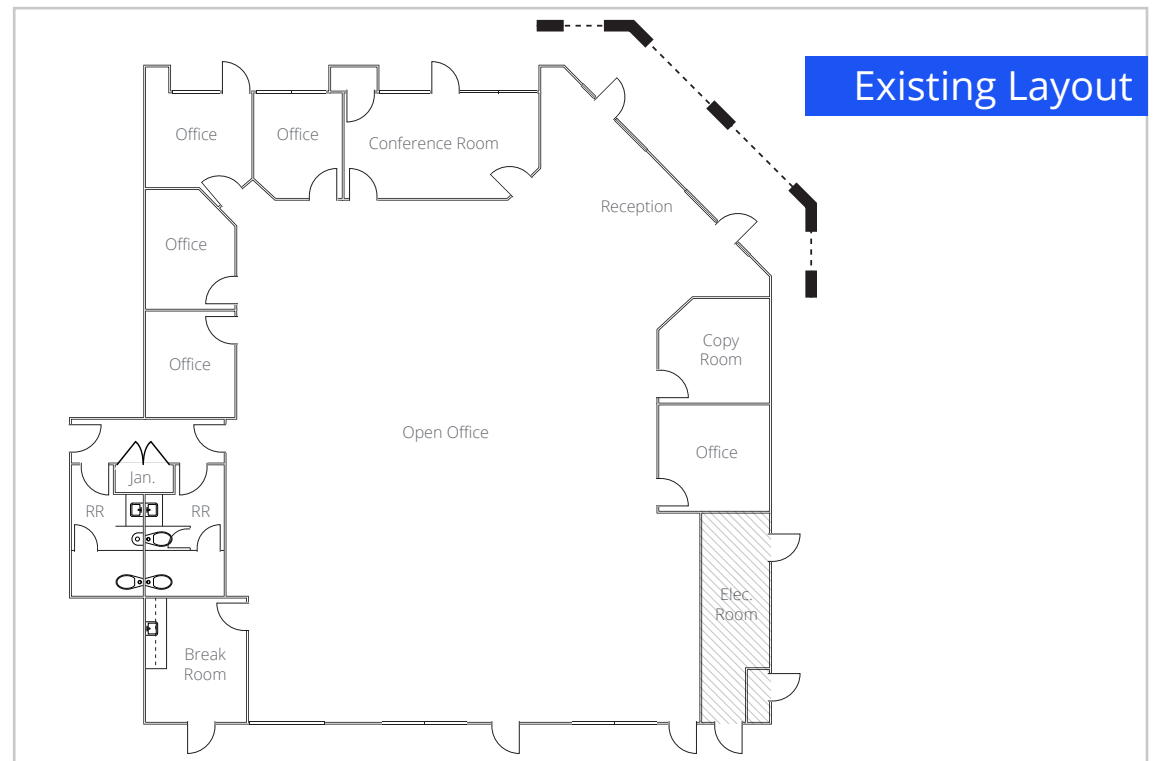 Existing Layout
Office
Office
Conference Room
Reception
Office
Copy
Room
Office
Open Office
Office
Jan.
RR
RR
Elec.
Room
Break
Room